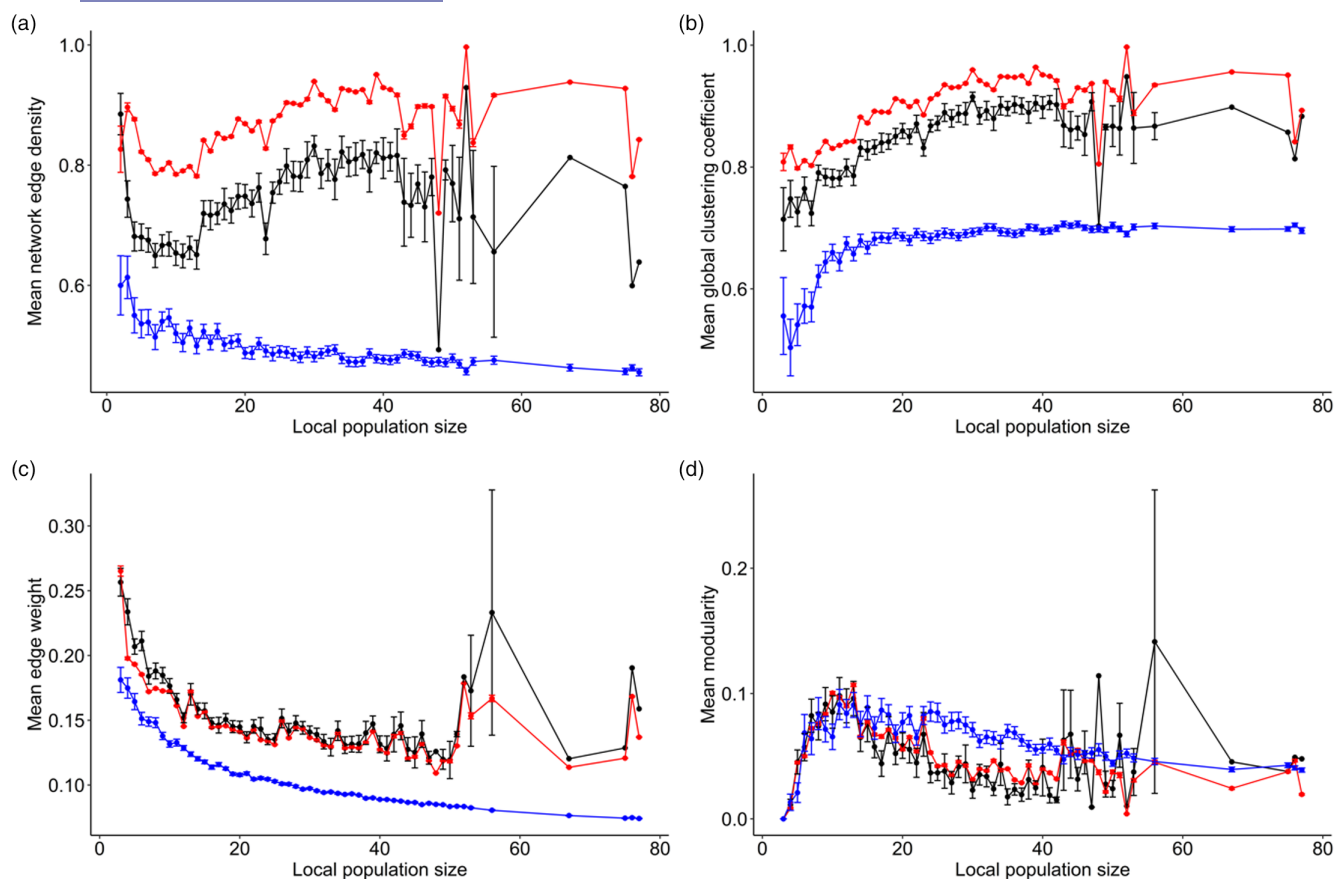 (a)
(b)
1.0
0.8
0.6
Mean network edge density
0
20
40
60
80
Local population size
1.0
0.8
0.6
Mean global clustering coefficient
0
20
40
60
80
Local population size
(c)
(d)
0.30
0.25
0.20
0.15
0.10
Mean edge weight
0
20
40
60
80
Local population size
0.2
0.1
0.0
Mean modularity
0
20
40
60
80
Local population size